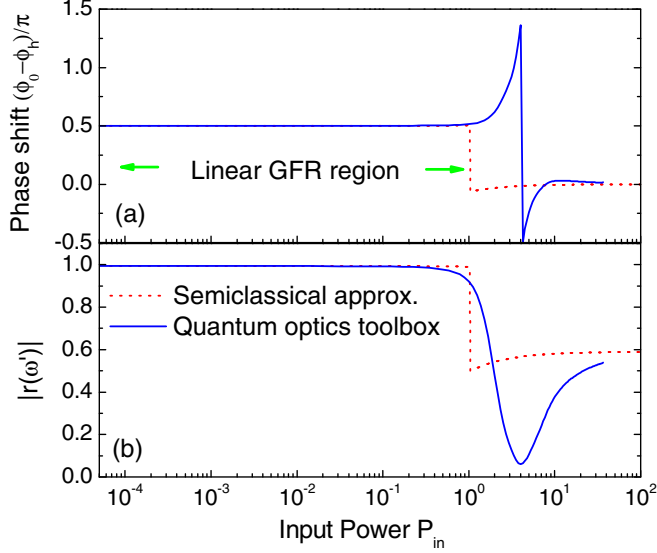 Phase shift (ϕ₀−ϕₕ)/π
1.5
1.0
0.5
0.0
-0.5
Linear GFR region
(a)
|r(ω')|
1.0
0.8
0.6
0.4
0.2
0.0
Semiclassical approx.
Quantum optics toolbox
(b)
10⁻⁴ 10⁻³ 10⁻² 10⁻¹ 10⁰ 10¹ 10²
Input Power Pᵢₙ